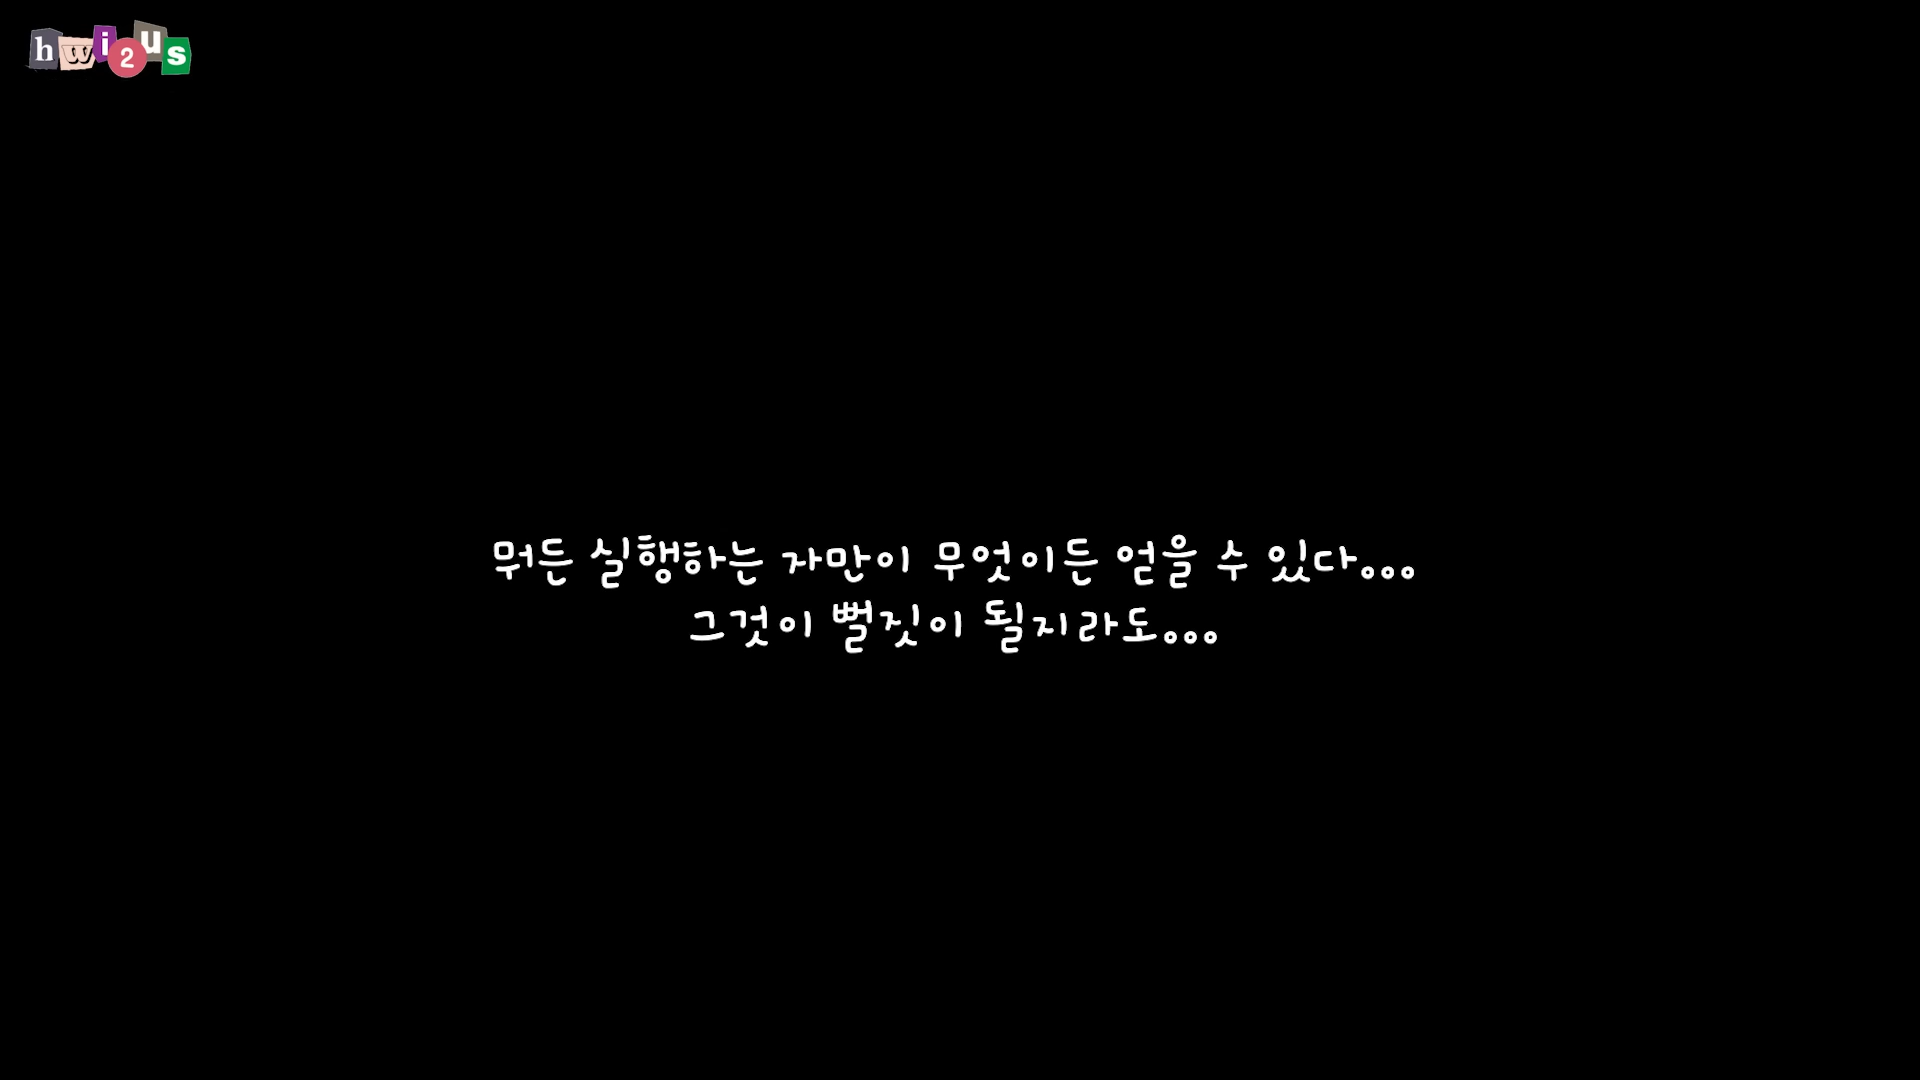 hwi2us
뭐든 실행하는 자만이 무엇이든 얻을 수 있다...
그것이 뻘짓이 될지라도...